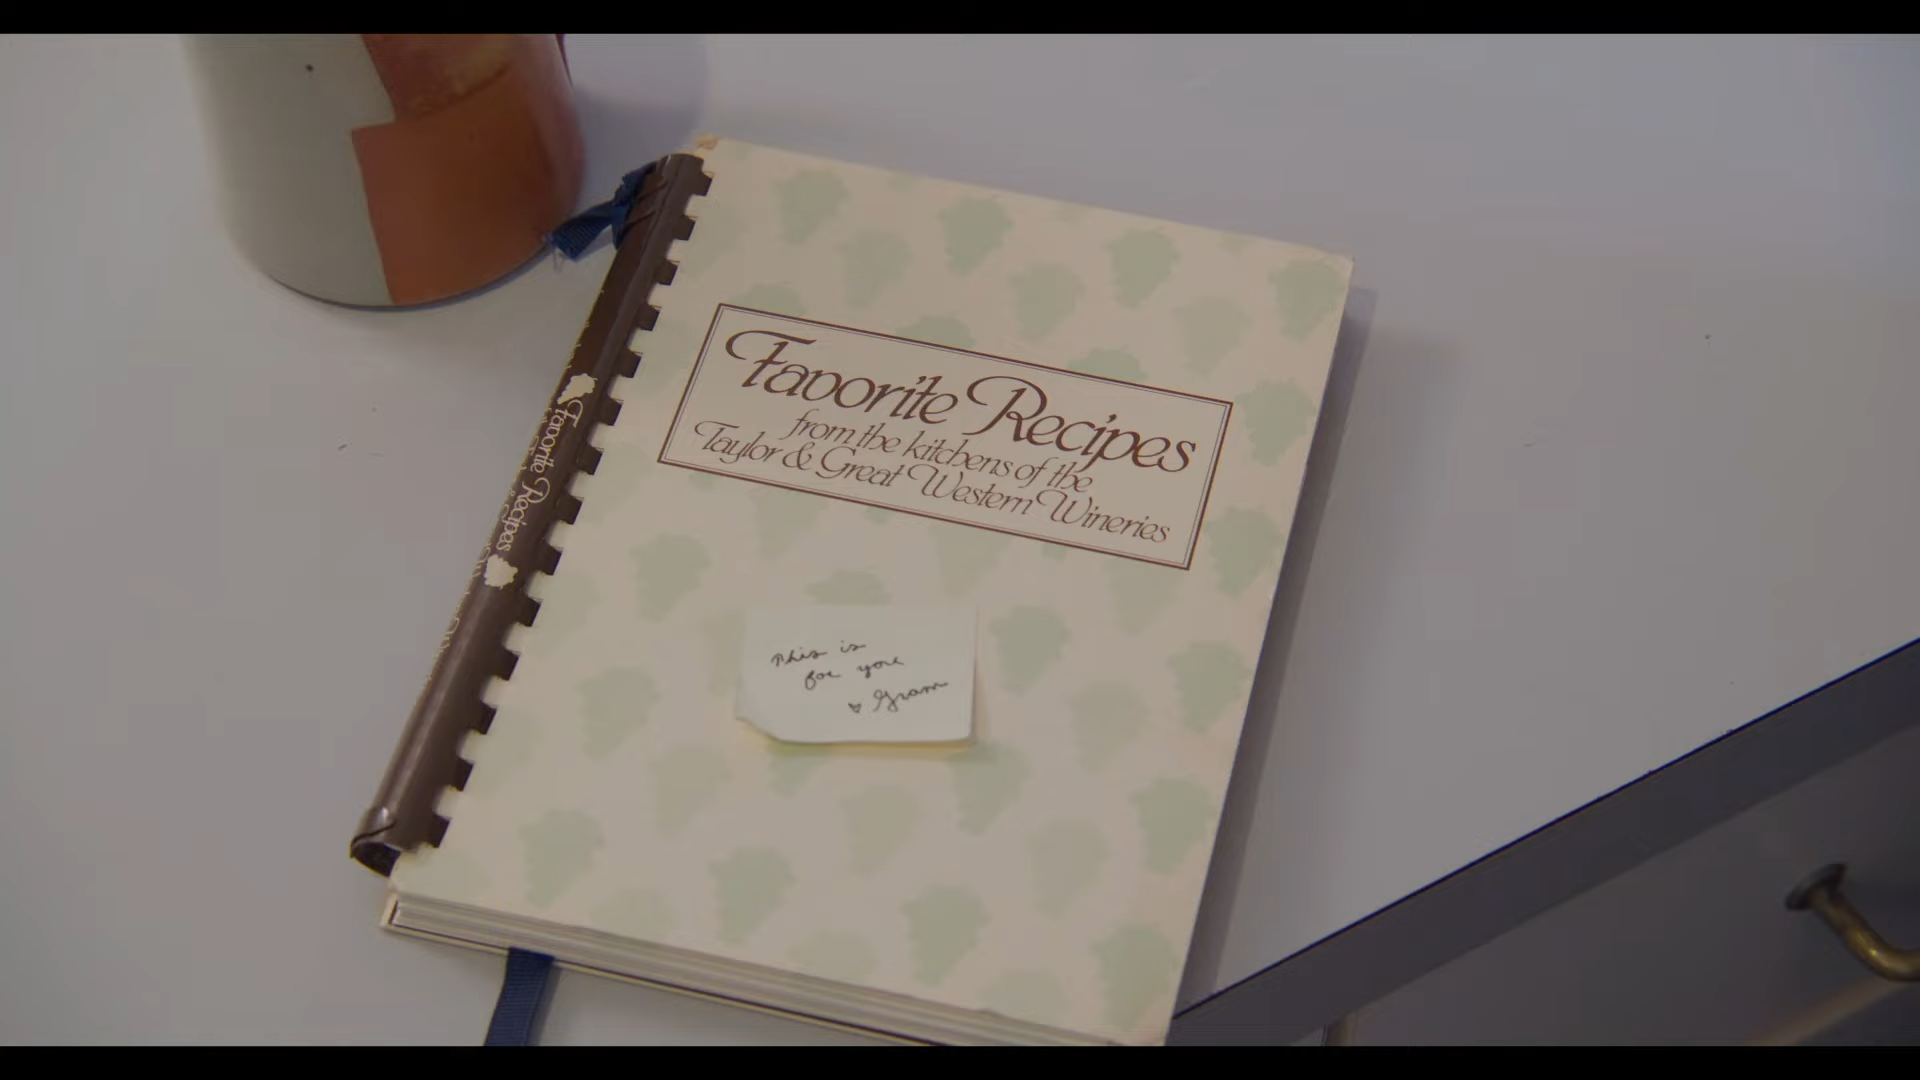 Favorite Recipes
from the kitchens of the
Taylor & Great Western Wineries
This is
for you
♥ Gram
Favorite Recipes